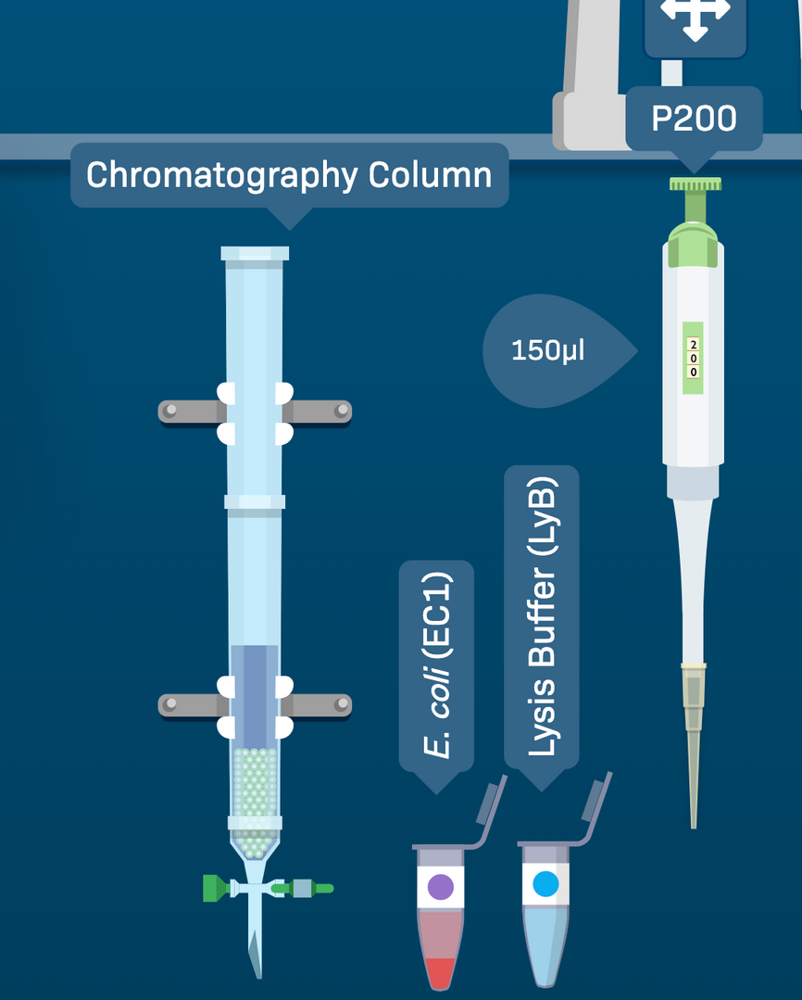 P200
Chromatography Column
150µl
2
0
0
E. coli (EC1)
Lysis Buffer (LyB)